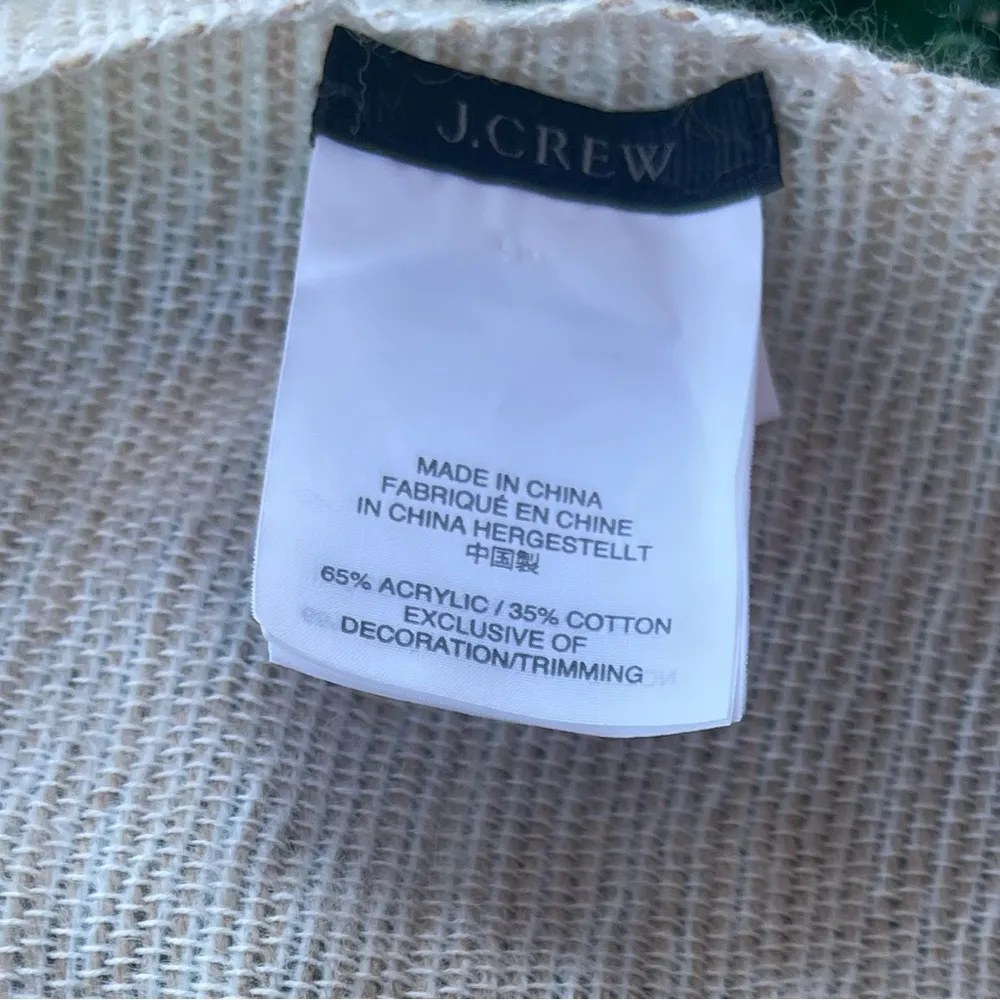 J.CREW
MADE IN CHINA
FABRIQUÉ EN CHINE
IN CHINA HERGESTELLT
中国製
65% ACRYLIC / 35% COTTON
EXCLUSIVE OF
DECORATION/TRIMMING